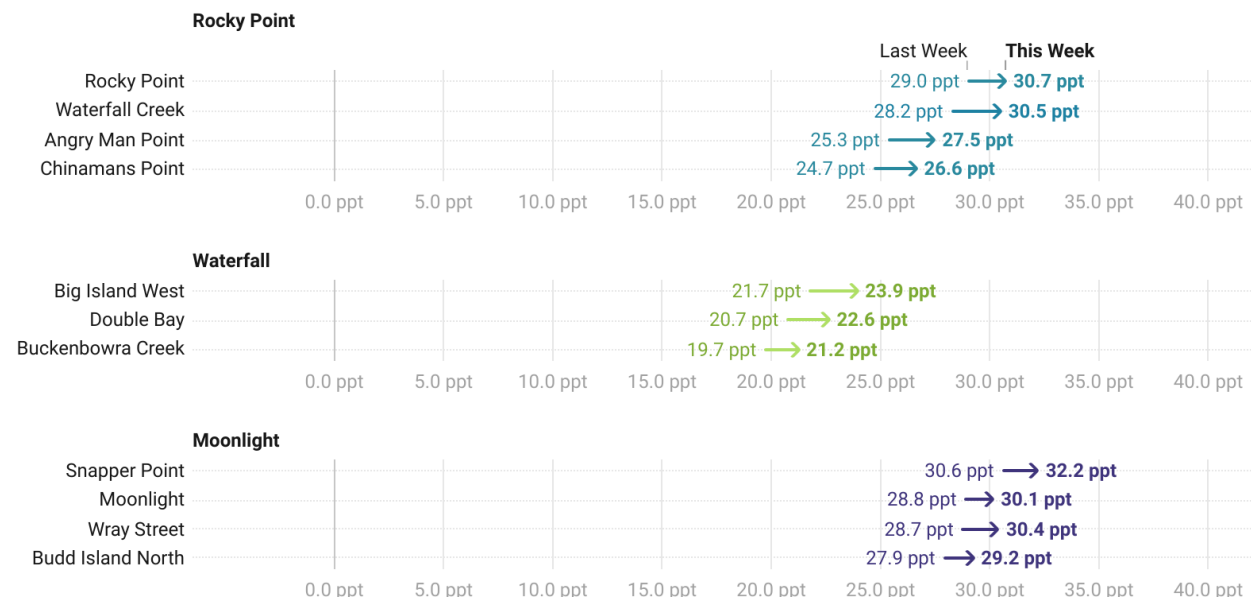 Rocky Point
Last Week This Week
Rocky Point 29.0 ppt 30.7 ppt
Waterfall Creek 28.2 ppt 30.5 ppt
Angry Man Point 25.3 ppt 27.5 ppt
Chinamans Point 24.7 ppt 26.6 ppt
0.0 ppt 5.0 ppt 10.0 ppt 15.0 ppt 20.0 ppt 25.0 ppt 30.0 ppt 35.0 ppt 40.0 ppt
Waterfall
Big Island West 21.7 ppt 23.9 ppt
Double Bay 20.7 ppt 22.6 ppt
Buckenbowra Creek 19.7 ppt 21.2 ppt
0.0 ppt 5.0 ppt 10.0 ppt 15.0 ppt 20.0 ppt 25.0 ppt 30.0 ppt 35.0 ppt 40.0 ppt
Moonlight
Snapper Point 30.6 ppt 32.2 ppt
Moonlight 28.8 ppt 30.1 ppt
Wray Street 28.7 ppt 30.4 ppt
Budd Island North 27.9 ppt 29.2 ppt
0.0 ppt 5.0 ppt 10.0 ppt 15.0 ppt 20.0 ppt 25.0 ppt 30.0 ppt 35.0 ppt 40.0 ppt